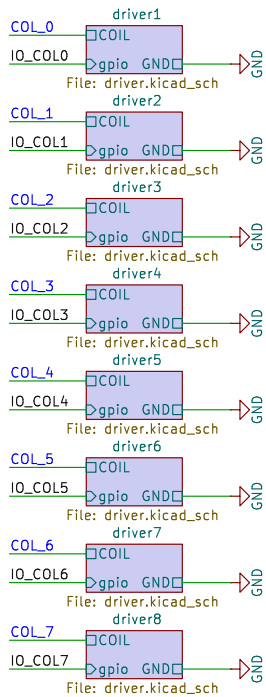 driver1
COL_0 COIL
IO_COL0 gpio GND GND
File: driver.kicad_sch
driver2
COL_1 COIL
IO_COL1 gpio GND GND
File: driver.kicad_sch
driver3
COL_2 COIL
IO_COL2 gpio GND GND
File: driver.kicad_sch
driver4
COL_3 COIL
IO_COL3 gpio GND GND
File: driver.kicad_sch
driver5
COL_4 COIL
IO_COL4 gpio GND GND
File: driver.kicad_sch
driver6
COL_5 COIL
IO_COL5 gpio GND GND
File: driver.kicad_sch
driver7
COL_6 COIL
IO_COL6 gpio GND GND
File: driver.kicad_sch
driver8
COL_7 COIL
IO_COL7 gpio GND GND
File: driver.kicad_sch